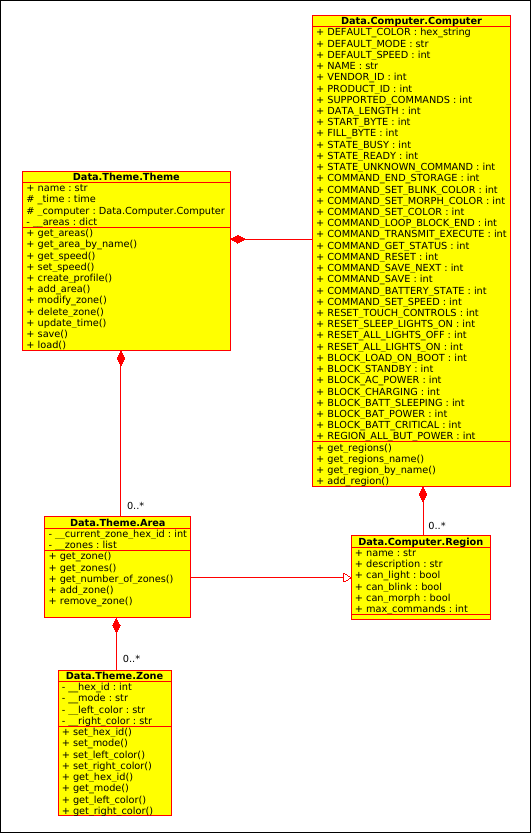 Data.Computer.Computer
+ DEFAULT_COLOR : hex_string
+ DEFAULT_MODE : str
+ DEFAULT_SPEED : int
+ NAME : str
+ VENDOR_ID : int
+ PRODUCT_ID : int
+ SUPPORTED_COMMANDS : int
+ DATA_LENGTH : int
+ START_BYTE : int
+ FILL_BYTE : int
+ STATE_BUSY : int
+ STATE_READY : int
+ STATE_UNKNOWN_COMMAND : int
+ COMMAND_END_STORAGE : int
+ COMMAND_SET_BLINK_COLOR : int
+ COMMAND_SET_MORPH_COLOR : int
+ COMMAND_SET_COLOR : int
+ COMMAND_LOOP_BLOCK_END : int
+ COMMAND_TRANSMIT_EXECUTE : int
+ COMMAND_GET_STATUS : int
+ COMMAND_RESET : int
+ COMMAND_SAVE_NEXT : int
+ COMMAND_SAVE : int
+ COMMAND_BATTERY_STATE : int
+ COMMAND_SET_SPEED : int
+ RESET_TOUCH_CONTROLS : int
+ RESET_SLEEP_LIGHTS_ON : int
+ RESET_ALL_LIGHTS_OFF : int
+ RESET_ALL_LIGHTS_ON : int
+ BLOCK_LOAD_ON_BOOT : int
+ BLOCK_STANDBY : int
+ BLOCK_AC_POWER : int
+ BLOCK_CHARGING : int
+ BLOCK_BATT_SLEEPING : int
+ BLOCK_BAT_POWER : int
+ BLOCK_BATT_CRITICAL : int
+ REGION_ALL_BUT_POWER : int
+ get_regions()
+ get_regions_name()
+ get_region_by_name()
+ add_region()
Data.Theme.Theme
+ name : str
# _time : time
# _computer : Data.Computer.Computer
- __areas : dict
+ get_areas()
+ get_area_by_name()
+ get_speed()
+ set_speed()
+ create_profile()
+ add_area()
+ modify_zone()
+ delete_zone()
+ update_time()
+ save()
+ load()
0..*
Data.Theme.Area
- __current_zone_hex_id : int
- __zones : list
+ get_zone()
+ get_zones()
+ get_number_of_zones()
+ add_zone()
+ remove_zone()
0..*
Data.Computer.Region
+ name : str
+ description : str
+ can_light : bool
+ can_blink : bool
+ can_morph : bool
+ max_commands : int
0..*
Data.Theme.Zone
- __hex_id : int
- __mode : str
- __left_color : str
- __right_color : str
+ set_hex_id()
+ set_mode()
+ set_left_color()
+ set_right_color()
+ get_hex_id()
+ get_mode()
+ get_left_color()
+ get_right_color()